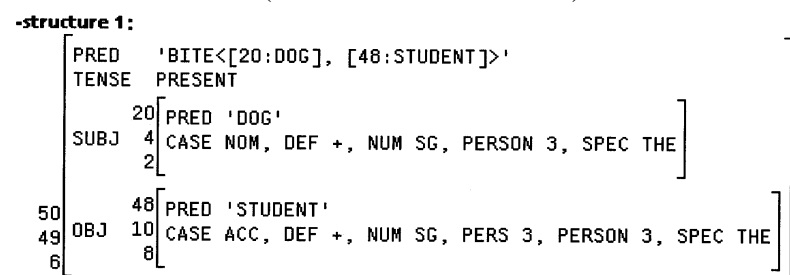 -structure 1:
PRED 'BITE<[20:DOG], [48:STUDENT]>'
TENSE PRESENT
20 PRED 'DOG'
SUBJ 4 CASE NOM, DEF +, NUM SG, PERSON 3, SPEC THE
2
50 48 PRED 'STUDENT'
49 OBJ 10 CASE ACC, DEF +, NUM SG, PERS 3, PERSON 3, SPEC THE
6 8